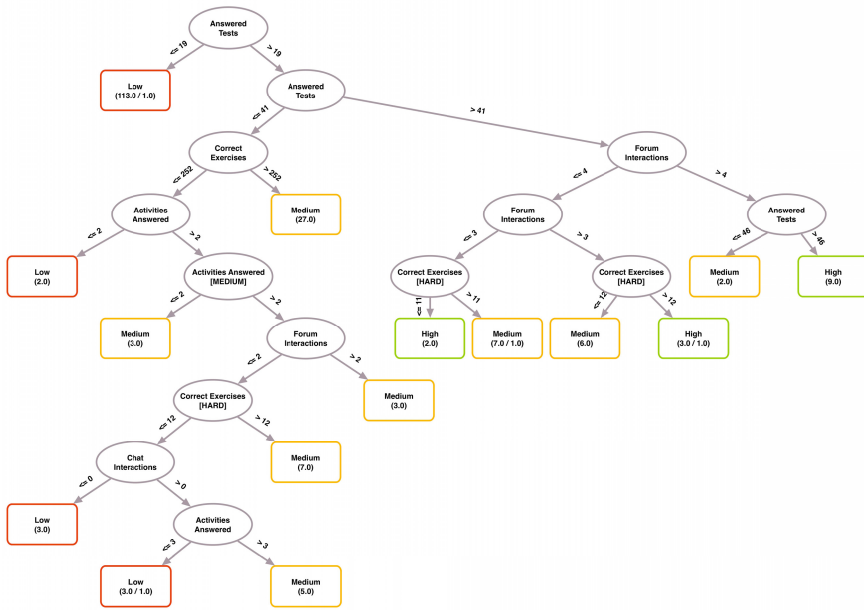 Answered
Tests
<= 19
> 19
Low
(113.0 / 1.0)
Answered
Tests
<= 41
> 41
Correct
Exercises
Forum
Interactions
<= 252
> 252
<= 4
> 4
Activities
Answered
Medium
(27.0)
Forum
Interactions
Answered
Tests
<= 2
> 2
<= 3
> 3
<= 46
> 46
Low
(2.0)
Activities Answered
[MEDIUM]
Correct Exercises
[HARD]
Correct Exercises
[HARD]
Medium
(2.0)
High
(9.0)
<= 2
> 2
<= 11
> 11
<= 12
> 12
Medium
(3.0)
Forum
Interactions
High
(2.0)
Medium
(7.0 / 1.0)
Medium
(6.0)
High
(3.0 / 1.0)
<= 2
> 2
Correct Exercises
[HARD]
Medium
(3.0)
<= 12
> 12
Chat
Interactions
Medium
(7.0)
<= 0
> 0
Low
(3.0)
Activities
Answered
<= 3
> 3
Low
(3.0 / 1.0)
Medium
(5.0)